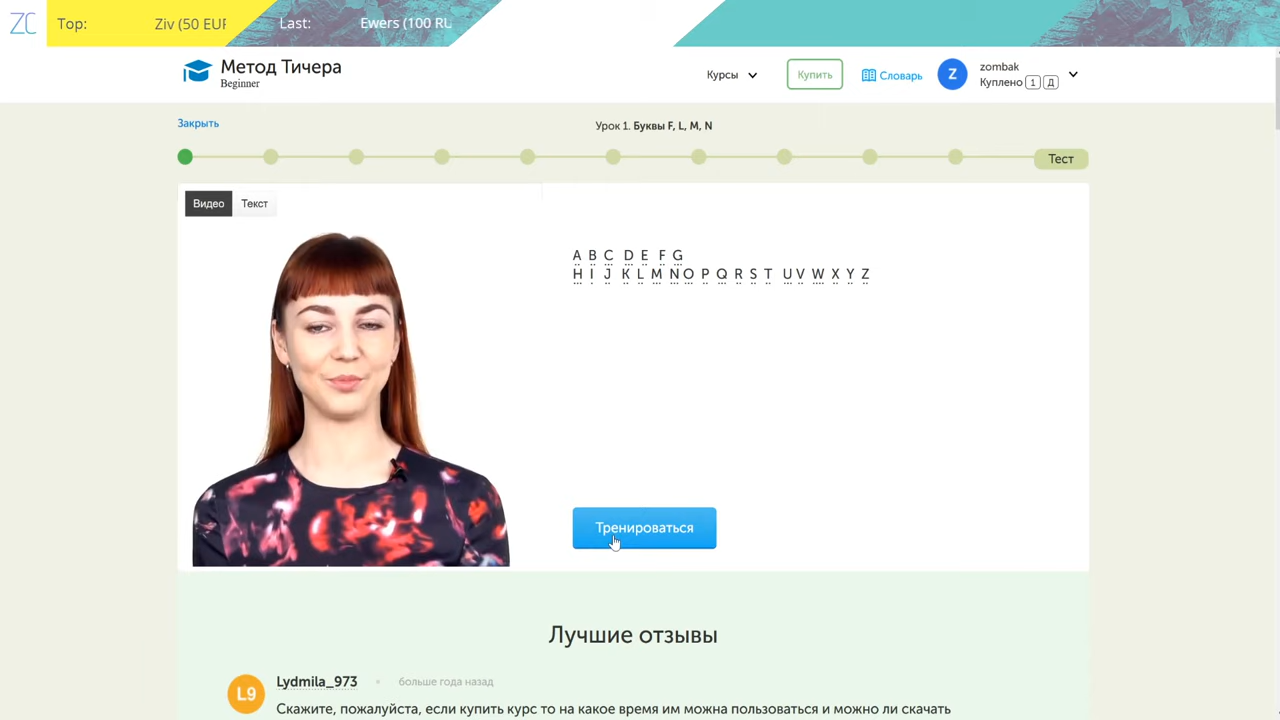 ZC
Top: Ziv (50 EUR
Last: Ewers (100 RU
Метод Тичера
Beginner
Курсы
Купить
Словарь
Z
zombak
Куплено 1 Д
Закрыть
Урок 1. Буквы F, L, M, N
Тест
Видео Текст
A B C D E F G
H I J K L M N O P Q R S T U V W X Y Z
Тренироваться
Лучшие отзывы
L9
Lydmila_973 • больше года назад
Скажите, пожалуйста, если купить курс то на какое время им можна пользоваться и можно ли скачать